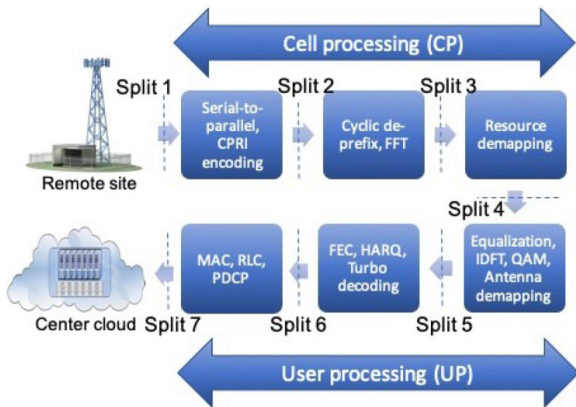 Cell processing (CP)
Split 1
Split 2
Split 3
Serial-to-
parallel,
CPRI
encoding
Cyclic de-
prefix, FFT
Resource
demapping
Remote site
Split 4
MAC, RLC,
PDCP
FEC, HARQ,
Turbo
decoding
Equalization,
IDFT, QAM,
Antenna
demapping
Center cloud
Split 7
Split 6
Split 5
User processing (UP)